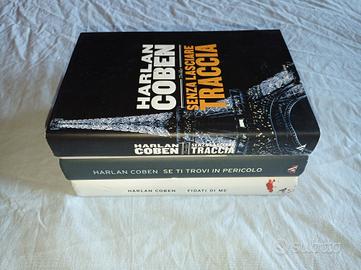 HARLAN
COBEN
SENZA LASCIARE
TRACCIA
HARLAN
COBEN
SENZA LASCIARE
TRACCIA
HARLAN COBEN SE TI TROVI IN PERICOLO
HARLAN COBEN FIDATI DI ME
subito